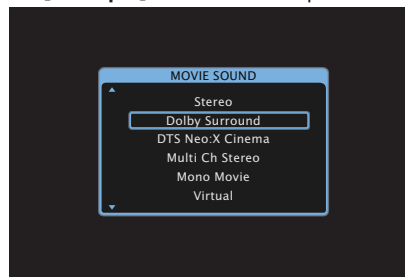 MOVIE SOUND
Stereo
Dolby Surround
DTS Neo:X Cinema
Multi Ch Stereo
Mono Movie
Virtual